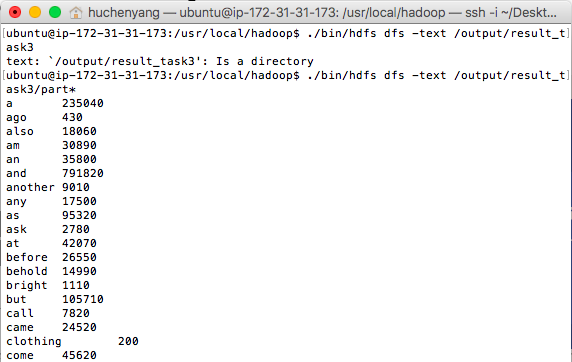 huchenyang — ubuntu@ip-172-31-31-173: /usr/local/hadoop — ssh -i ~/Deskt...
[ubuntu@ip-172-31-31-173:/usr/local/hadoop$ ./bin/hdfs dfs -text /output/result_t]
ask3
text: `/output/result_task3': Is a directory
[ubuntu@ip-172-31-31-173:/usr/local/hadoop$ ./bin/hdfs dfs -text /output/result_t]
ask3/part*
a 235040
ago 430
also 18060
am 30890
an 35800
and 791820
another 9010
any 17500
as 95320
ask 2780
at 42070
before 26550
behold 14990
bright 1110
but 105710
call 7820
came 24520
clothing 200
come 45620